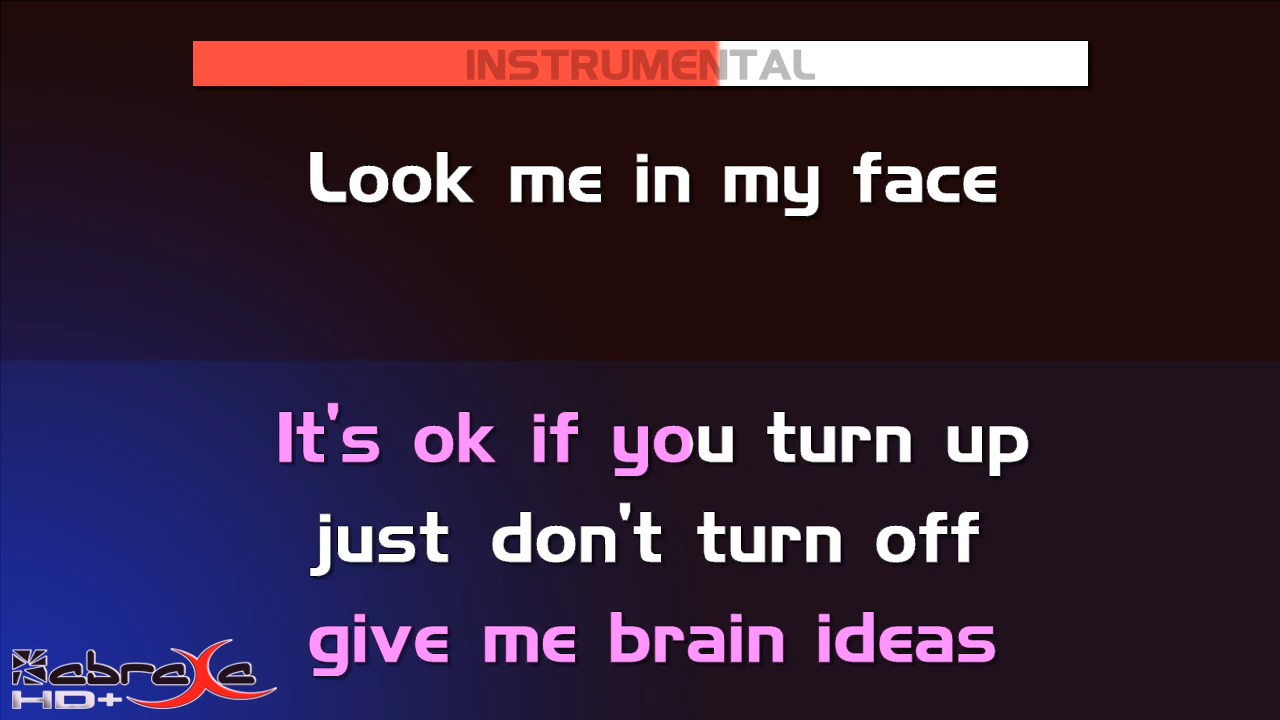 INSTRUMENTAL
Look me in my face
It's ok if you turn up
just don't turn off
give me brain ideas
HD+